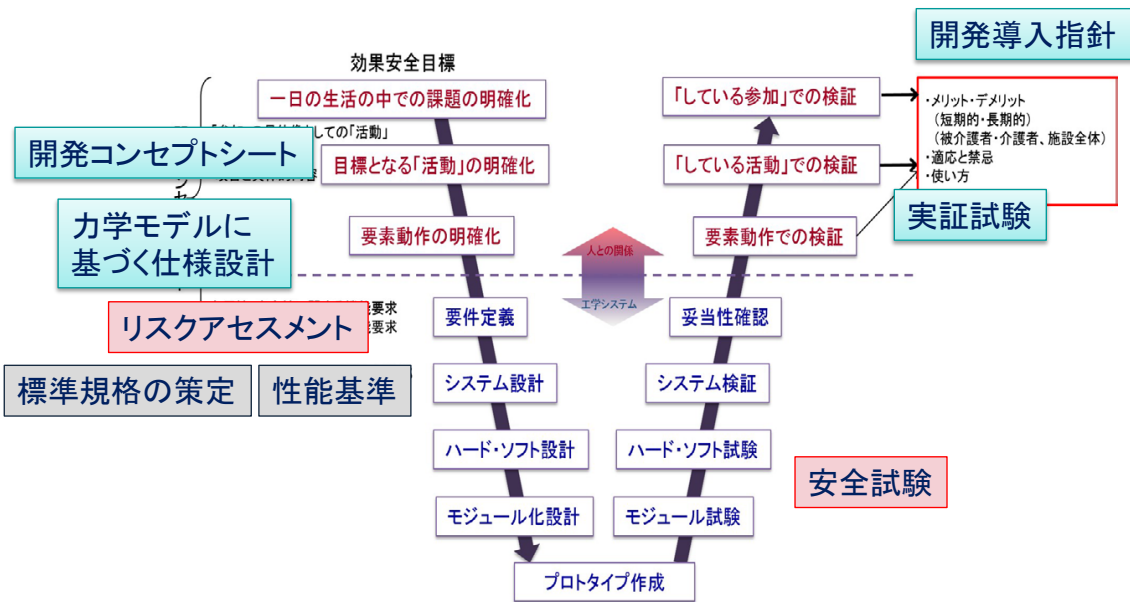 開発導入指針
効果安全目標
一日の生活の中での課題の明確化
「している参加」での検証
・メリット・デメリット
(短期的・長期的)
(被介護者・介護者、施設全体)
・適応と禁忌
・使い方
しての「活動」
開発コンセプトシート
目標となる「活動」の明確化
「している活動」での検証
力学モデルに
基づく仕様設計
要素動作の明確化
人との関係
工学システム
要素動作での検証
実証試験
リスクアセスメント
要求
能要求
要件定義
妥当性確認
標準規格の策定
性能基準
システム設計
システム検証
ハード・ソフト設計
ハード・ソフト試験
安全試験
モジュール化設計
モジュール試験
プロトタイプ作成